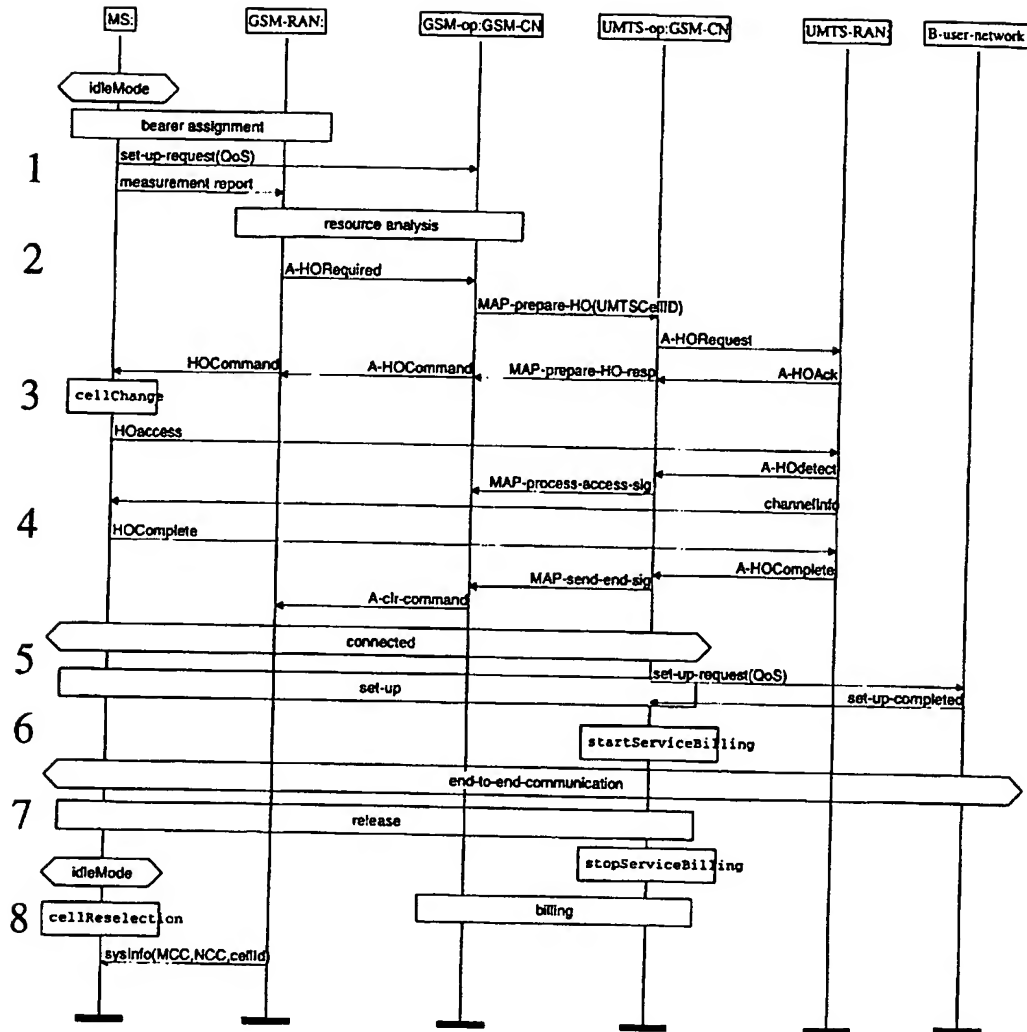 MS: GSM-RAN: GSM-op:GSM-CN UMTS-op:GSM-CN UMTS-RAN: B-user-network
idleMode
bearer assignment
1
set-up-request(QoS)
measurement report
resource analysis
2
A-HORequired
MAP-prepare-HO(UMTSCellID)
A-HORequest
HOCommand A-HOCommand MAP-prepare-HO-resp A-HOAck
3
cellChange
HOaccess
A-HOdetect
MAP-process-access-sig
channelInfo
4
HOComplete
A-HOComplete
MAP-send-end-sig
A-clr-command
connected
5
set-up-request(QoS)
set-up
set-up-completed
6
startServiceBilling
end-to-end-communication
7
release
stopServiceBilling
idleMode
8
cellReselection
billing
sysInfo(MCC,NCC,cellId)